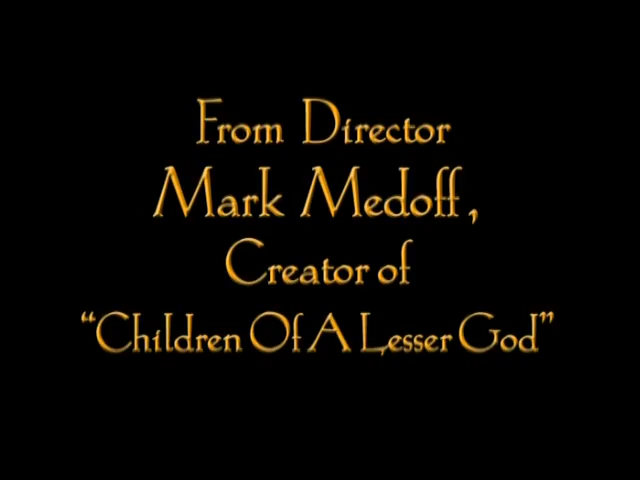 From Director
Mark Medoff,
Creator of
“Children Of A Lesser God”